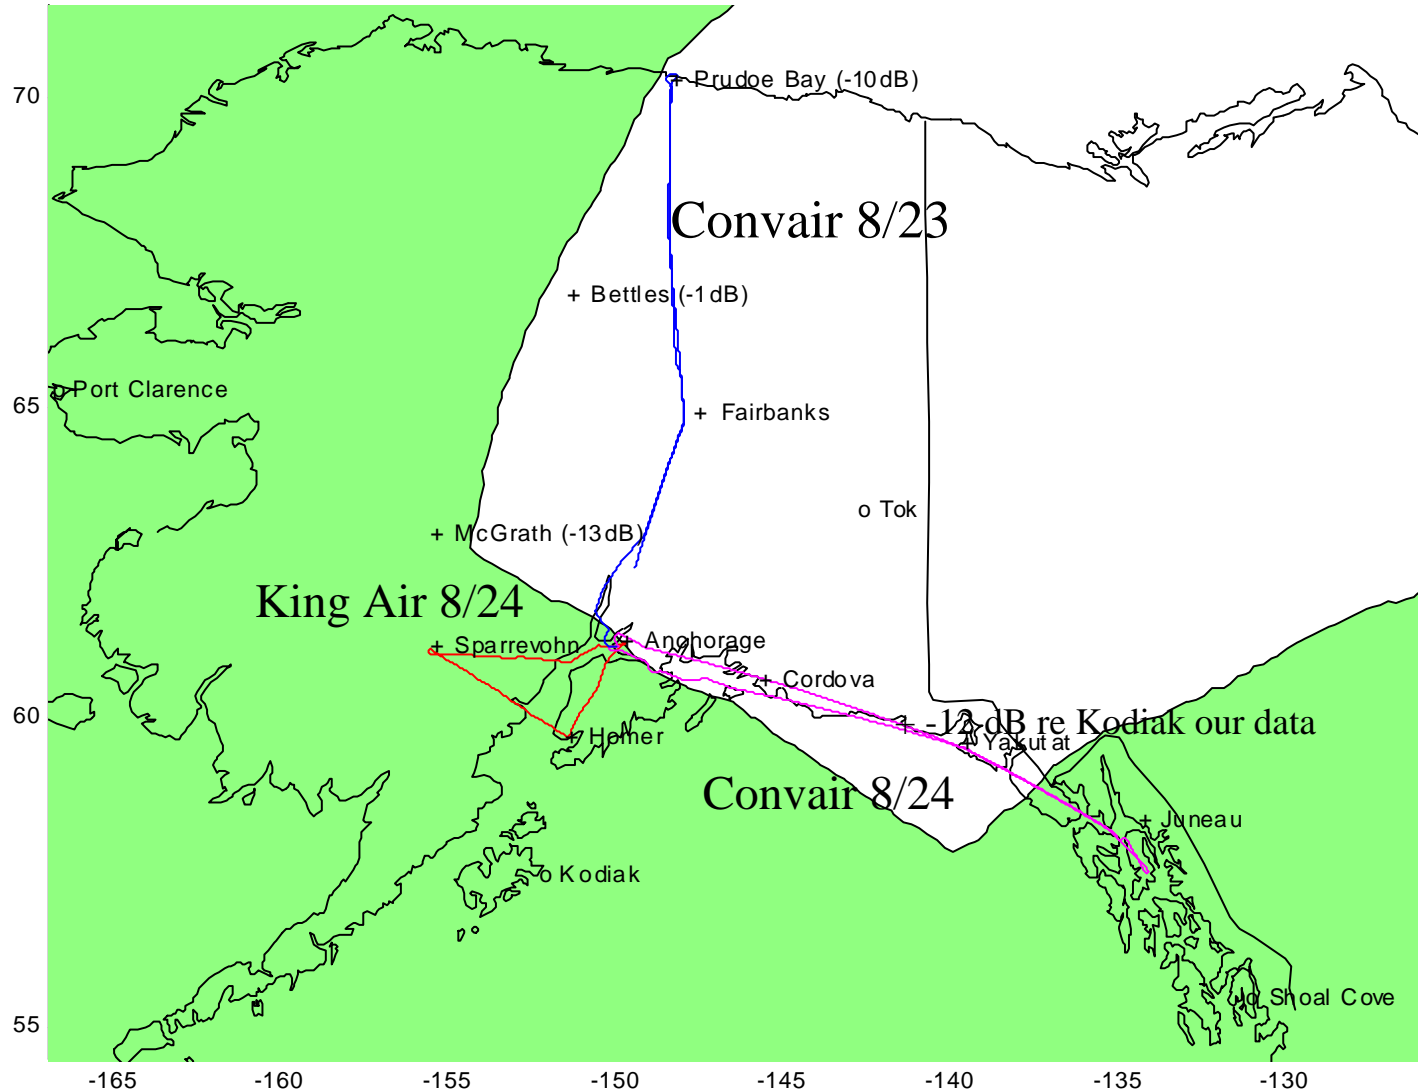 70
+ Prudoe Bay (-10dB)
Convair 8/23
+ Bettles (-1dB)
o Port Clarence
65
+ Fairbanks
o Tok
+ McGrath (-13dB)
King Air 8/24
+ Sparrevohn
+ Anchorage
+ Cordova
60
+ -12 dB re Kodiak our data
+ Homer
+ Yakutat
Convair 8/24
+ Juneau
o Kodiak
o Shoal Cove
55
-165 -160 -155 -150 -145 -140 -135 -130